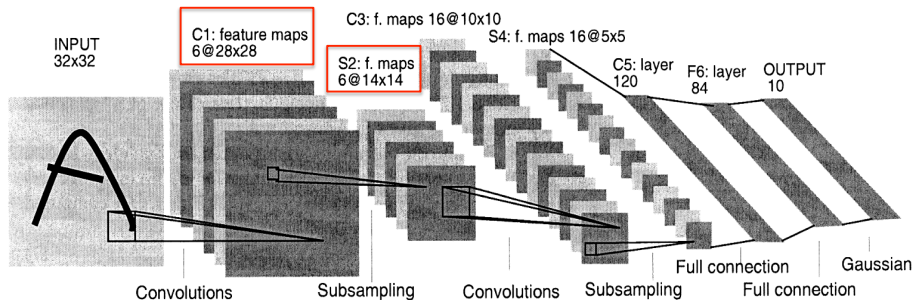 INPUT
32x32
C1: feature maps
6@28x28
S2: f. maps
6@14x14
C3: f. maps 16@10x10
S4: f. maps 16@5x5
C5: layer
120
F6: layer
84
OUTPUT
10
Convolutions
Subsampling
Convolutions
Subsampling
Full connection
Full connection
Gaussian